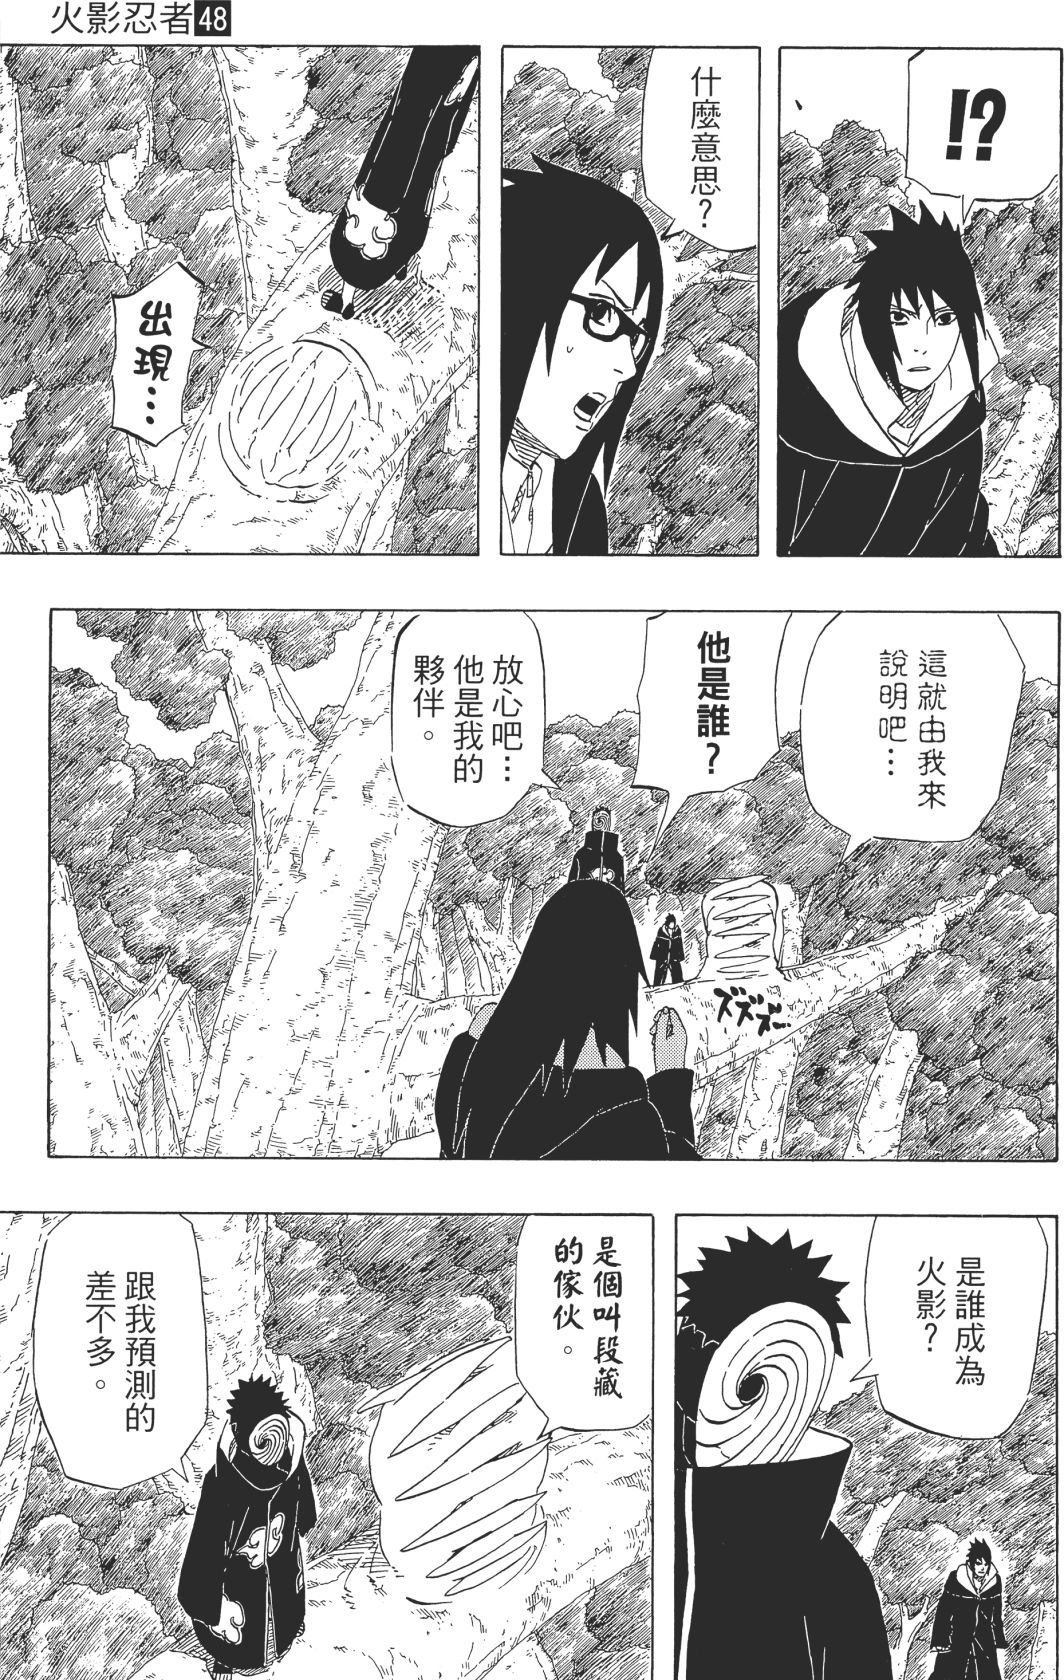 火影忍者48
!?
什麼意思?
出現…
這就由我來
說明吧…
他是誰?
放心吧…
他是我的
夥伴。
ズズズ…
是誰成為
火影?
是個叫段藏
的傢伙。
跟我預測的
差不多。